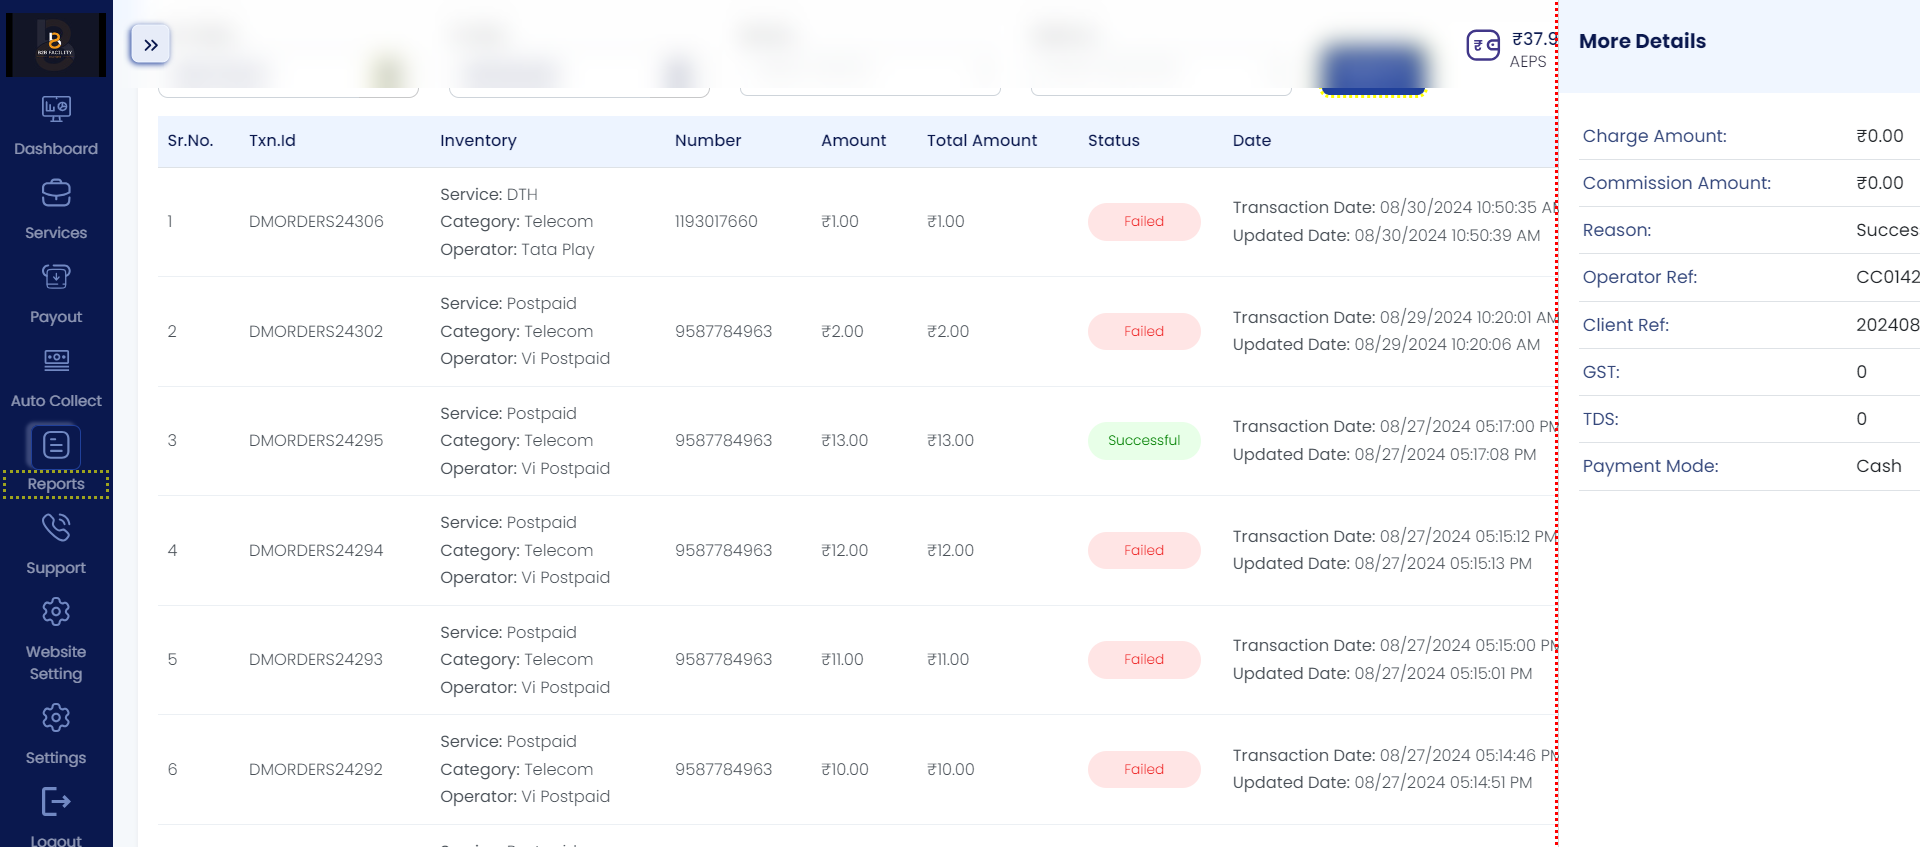 B2B FACILITY
₹37.9
AEPS
More Details
Dashboard
Services
Payout
Auto Collect
Reports
Support
Website
Setting
Settings
Logout
Sr.No. Txn.Id Inventory Number Amount Total Amount Status Date
Service: DTH
1 DMORDERS24306 Category: Telecom 1193017660 ₹1.00 ₹1.00 Failed Transaction Date: 08/30/2024 10:50:35 AM
Operator: Tata Play Updated Date: 08/30/2024 10:50:39 AM
Service: Postpaid
2 DMORDERS24302 Category: Telecom 9587784963 ₹2.00 ₹2.00 Failed Transaction Date: 08/29/2024 10:20:01 AM
Operator: Vi Postpaid Updated Date: 08/29/2024 10:20:06 AM
Service: Postpaid
3 DMORDERS24295 Category: Telecom 9587784963 ₹13.00 ₹13.00 Successful Transaction Date: 08/27/2024 05:17:00 PM
Operator: Vi Postpaid Updated Date: 08/27/2024 05:17:08 PM
Service: Postpaid
4 DMORDERS24294 Category: Telecom 9587784963 ₹12.00 ₹12.00 Failed Transaction Date: 08/27/2024 05:15:12 PM
Operator: Vi Postpaid Updated Date: 08/27/2024 05:15:13 PM
Service: Postpaid
5 DMORDERS24293 Category: Telecom 9587784963 ₹11.00 ₹11.00 Failed Transaction Date: 08/27/2024 05:15:00 PM
Operator: Vi Postpaid Updated Date: 08/27/2024 05:15:01 PM
Service: Postpaid
6 DMORDERS24292 Category: Telecom 9587784963 ₹10.00 ₹10.00 Failed Transaction Date: 08/27/2024 05:14:46 PM
Operator: Vi Postpaid Updated Date: 08/27/2024 05:14:51 PM
Charge Amount: ₹0.00
Commission Amount: ₹0.00
Reason: Succes
Operator Ref: CC0142
Client Ref: 202408
GST: 0
TDS: 0
Payment Mode: Cash